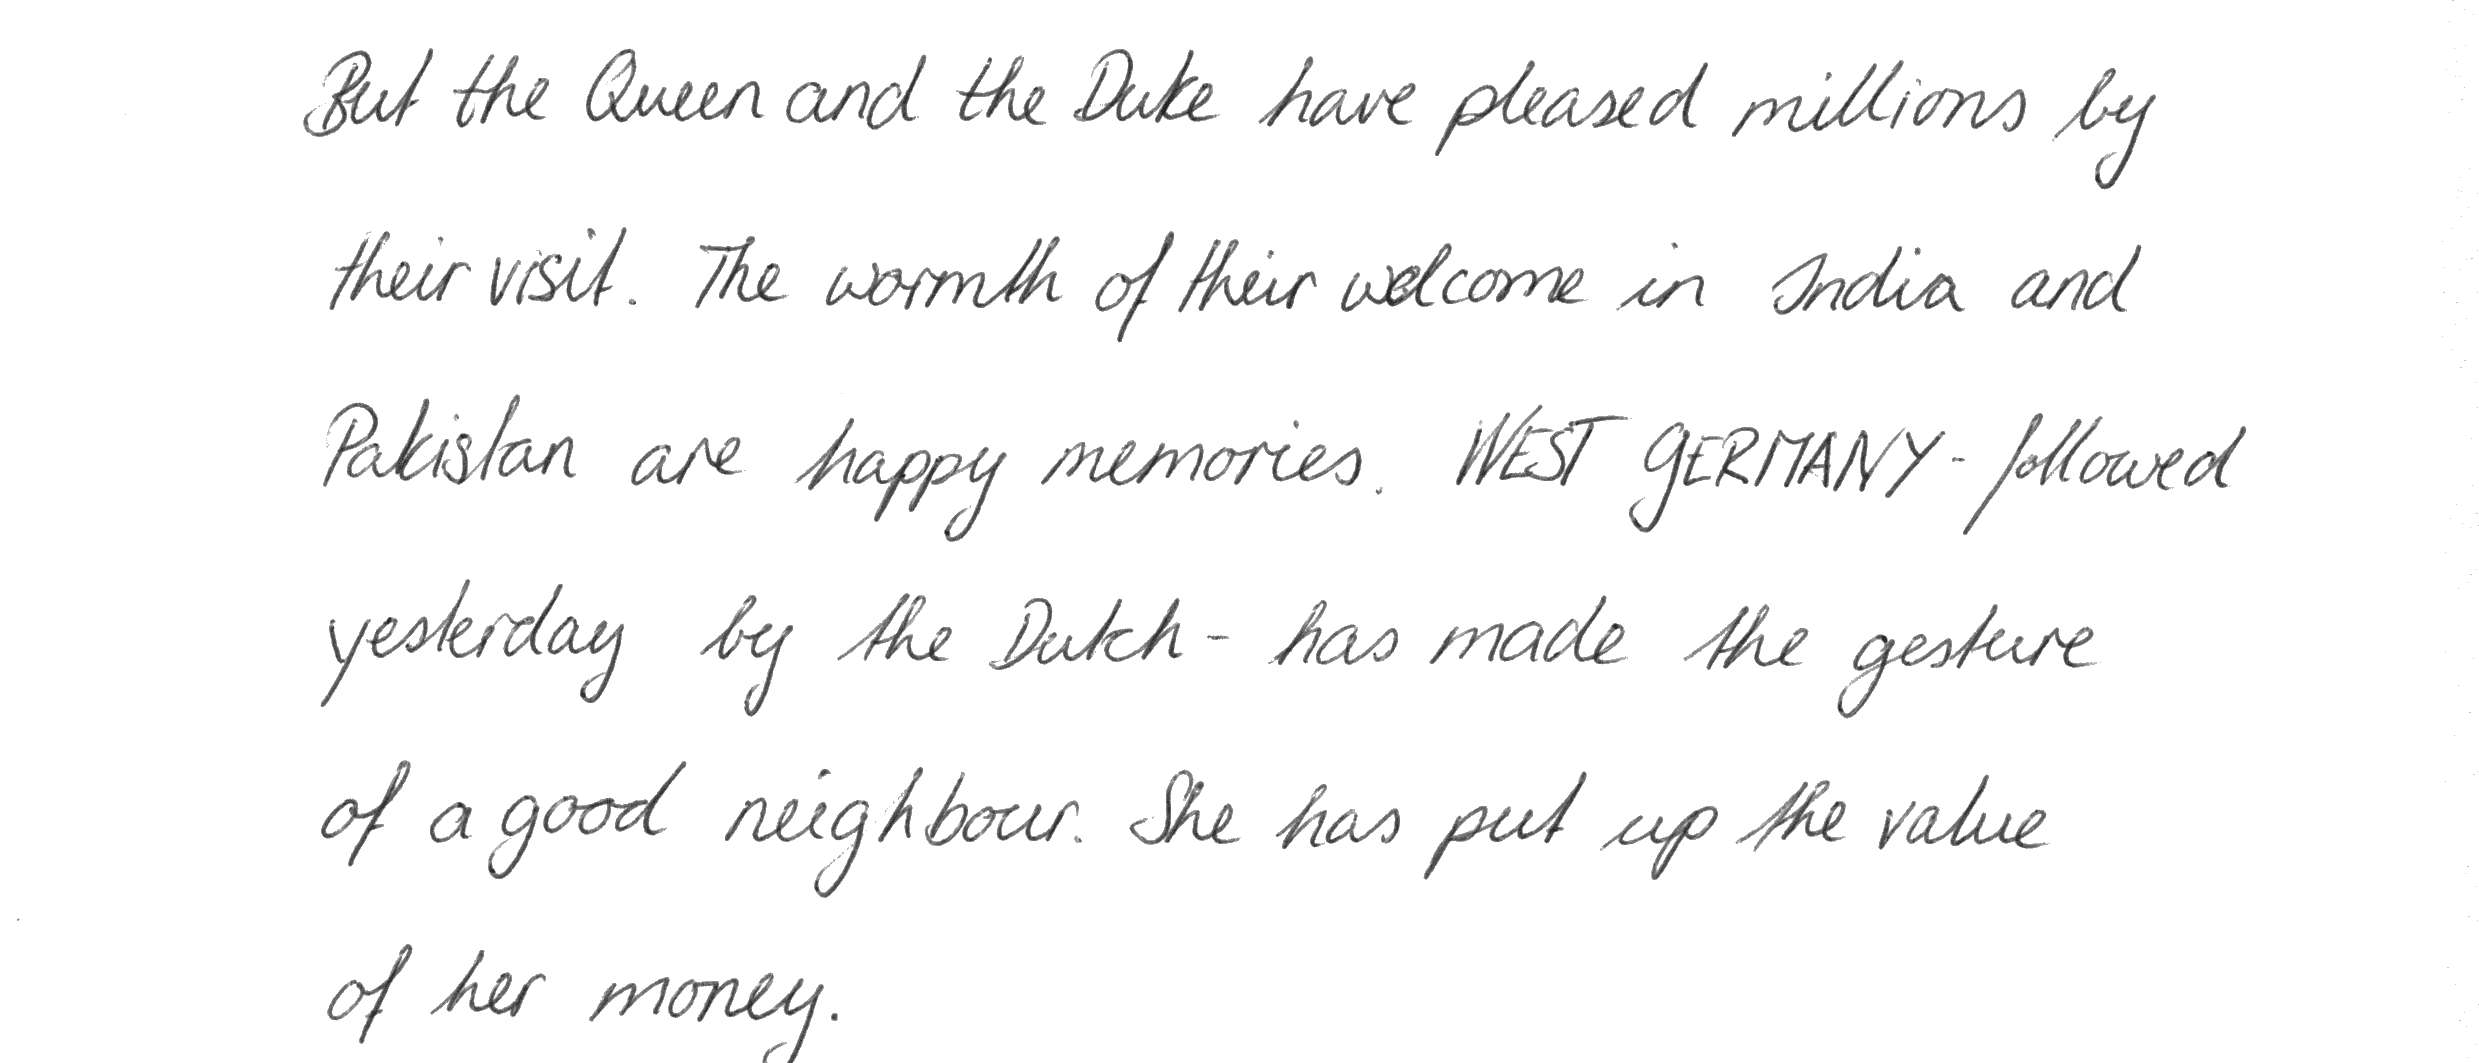 But the Queen and the Duke have pleased millions by
their visit. The warmth of their welcome in India and
Pakistan are happy memories. WEST GERMANY - followed
yesterday by the Dutch - has made the gesture
of a good neighbour. She has put up the value
of her money.